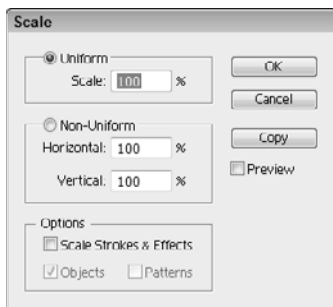 Scale
Uniform
Scale: 100 %
OK
Cancel
Non-Uniform
Horizontal: 100 %
Vertical: 100 %
Copy
Preview
Options
Scale Strokes & Effects
Objects Patterns